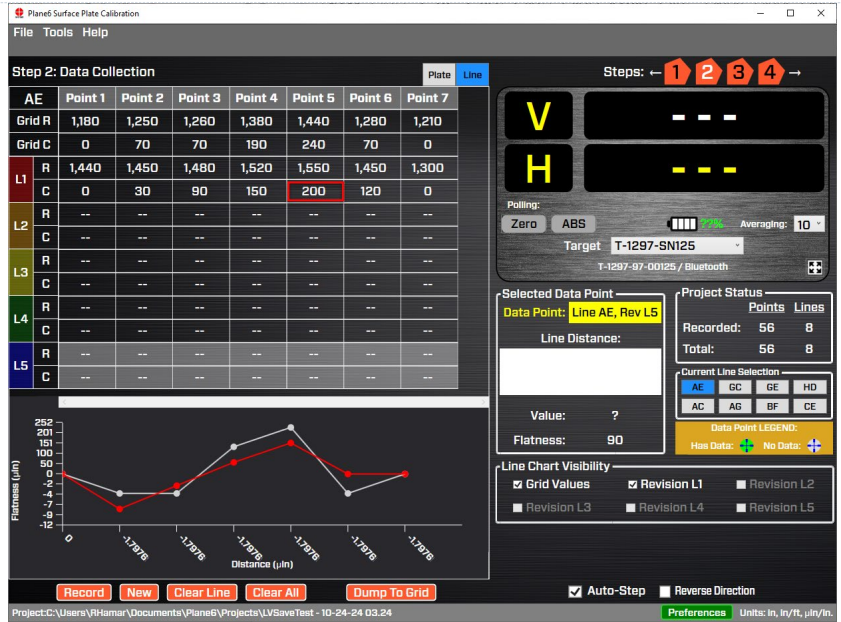 Plane6 Surface Plate Calibration
File Tools Help
Step 2: Data Collection
Plate Line
Steps: ← 1 2 3 4 →
AE Point 1 Point 2 Point 3 Point 4 Point 5 Point 6 Point 7
Grid R 1,180 1,250 1,260 1,380 1,440 1,280 1,210
Grid C 0 70 70 190 240 70 0
L1 R 1,440 1,450 1,480 1,520 1,550 1,450 1,300
C 0 30 90 150 200 120 0
L2 R -- -- -- -- -- -- --
C -- -- -- -- -- -- --
L3 R -- -- -- -- -- -- --
C -- -- -- -- -- -- --
L4 R -- -- -- -- -- -- --
C -- -- -- -- -- -- --
L5 R -- -- -- -- -- -- --
C -- -- -- -- -- -- --
V - - -
H - - -
Polling:
Zero ABS ??% Averaging: 10
Target T-1297-SN125
T-1297-97-00125 / Bluetooth
Selected Data Point
Data Point: Line AE, Rev L5
Line Distance:
Value: ?
Flatness: 90
Project Status
Points Lines
Recorded: 56 8
Total: 56 8
Current Line Selection
AE GC GE HD
AC AG BF CE
Data Point LEGEND:
Has Data: No Data:
Line Chart Visibility
Grid Values Revision L1 Revision L2
Revision L3 Revision L4 Revision L5
Flatness (µin)
252
201
151
100
50
0
-2
-4
-7
-9
-12
0 -1.7976 -1.7976 -1.7976 -1.7976 -1.7976 -1.7976
Distance (µin)
Record New Clear Line Clear All Dump To Grid
Auto-Step Reverse Direction
Project:C:\Users\RHamar\Documents\Plane6\Projects\LVSaveTest - 10-24-24 03.24
Preferences Units: in, in/ft, µin/in.